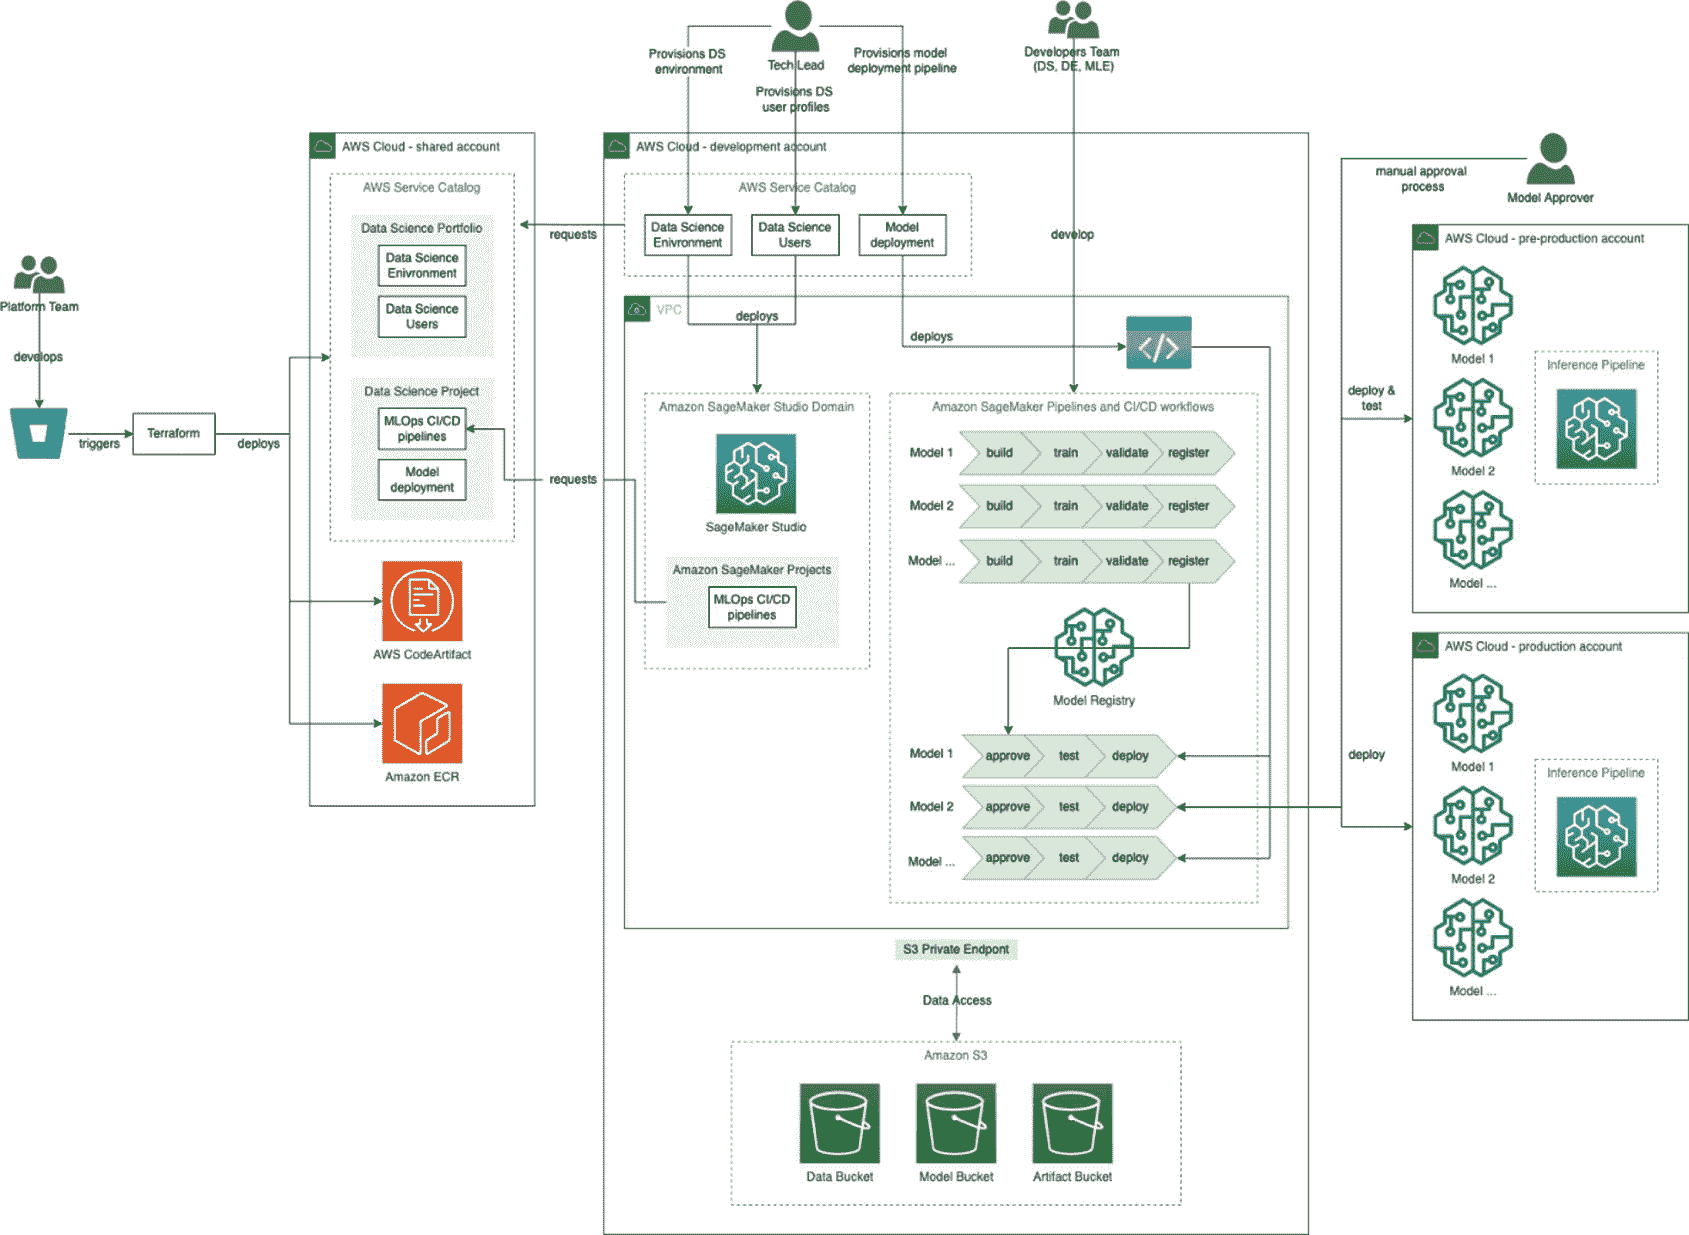 Provisions DS
environment
Tech Lead
Provisions DS
user profiles
Provisions model
deployment pipeline
Developers Team
(DS, DE, MLE)
AWS Cloud - shared account
AWS Service Catalog
Data Science Portfolio
Data Science
Enivronment
Data Science
Users
Data Science Project
MLOps CI/CD
pipelines
Model
deployment
AWS CodeArtifact
Amazon ECR
Platform Team
develops
triggers
Terraform
deploys
requests
requests
AWS Cloud - development account
AWS Service Catalog
Data Science
Enivronment
Data Science
Users
Model
deployment
develop
VPC
deploys
deploys
Amazon SageMaker Studio Domain
SageMaker Studio
Amazon SageMaker Projects
MLOps CI/CD
pipelines
Amazon SageMaker Pipelines and CI/CD workflows
Model 1 build train validate register
Model 2 build train validate register
Model ... build train validate register
Model Registry
Model 1 approve test deploy
Model 2 approve test deploy
Model ... approve test deploy
S3 Private Endpont
Data Access
Amazon S3
Data Bucket
Model Bucket
Artifact Bucket
manual approval
process
Model Approver
deploy &
test
deploy
AWS Cloud - pre-production account
Model 1
Model 2
Model ...
Inference Pipeline
AWS Cloud - production account
Model 1
Model 2
Model ...
Inference Pipeline